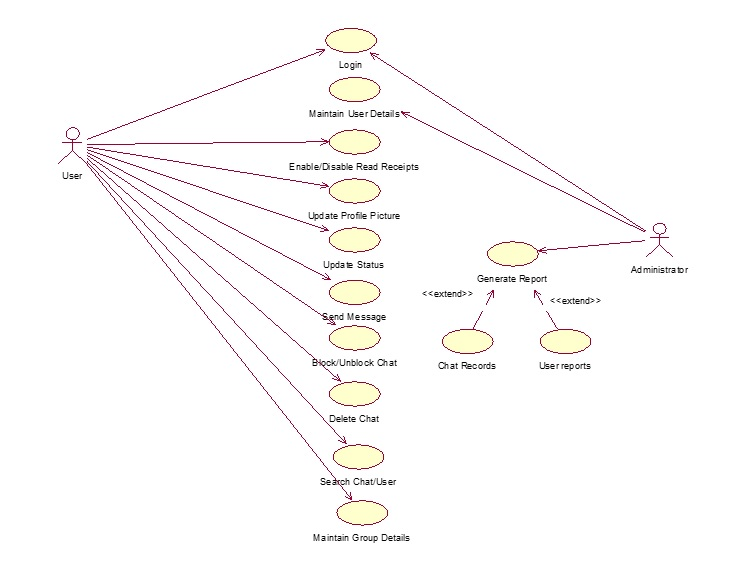 Login
Maintain User Details
User
Enable/Disable Read Receipts
Update Profile Picture
Update Status
Administrator
Generate Report
<<extend>>
<<extend>>
Send Message
Block/Unblock Chat
Chat Records
User reports
Delete Chat
Search Chat/User
Maintain Group Details